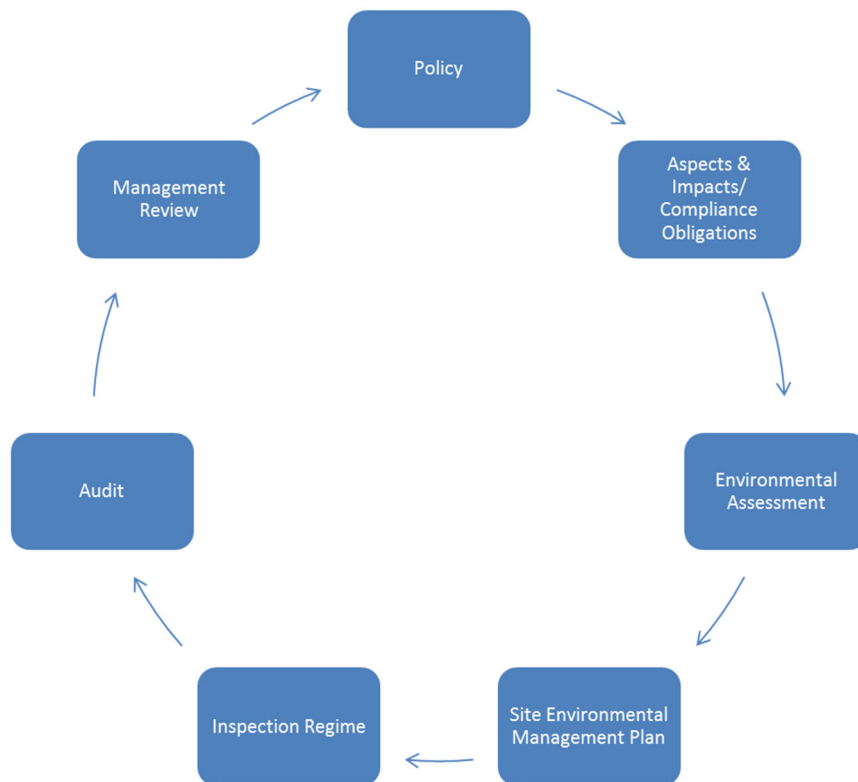 Policy
Aspects &
Impacts/
Compliance
Obligations
Environmental
Assessment
Site Environmental
Management Plan
Inspection Regime
Audit
Management
Review